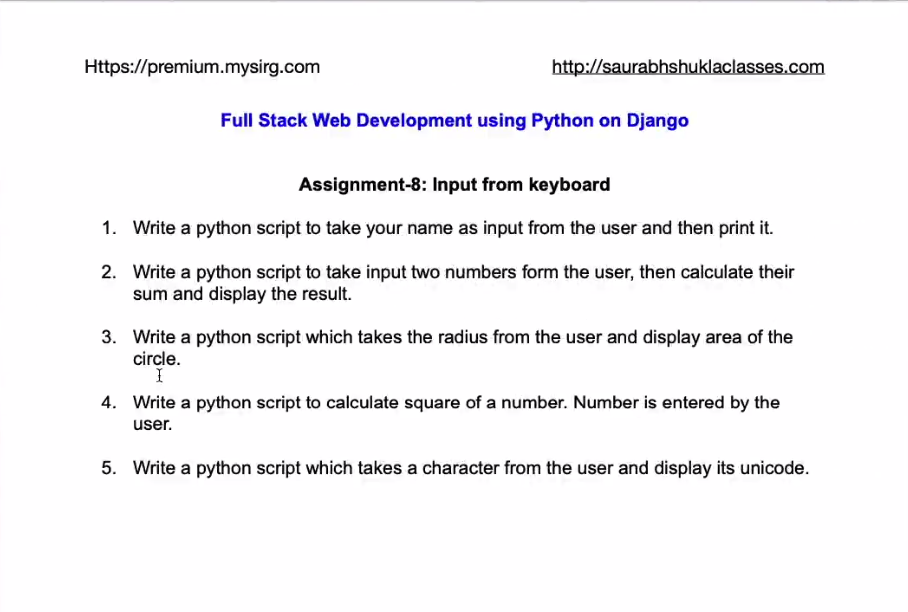 Https://premium.mysirg.com http://saurabhshuklaclasses.com
Full Stack Web Development using Python on Django
Assignment-8: Input from keyboard
1. Write a python script to take your name as input from the user and then print it.
2. Write a python script to take input two numbers form the user, then calculate their
sum and display the result.
3. Write a python script which takes the radius from the user and display area of the
circle.
4. Write a python script to calculate square of a number. Number is entered by the
user.
5. Write a python script which takes a character from the user and display its unicode.